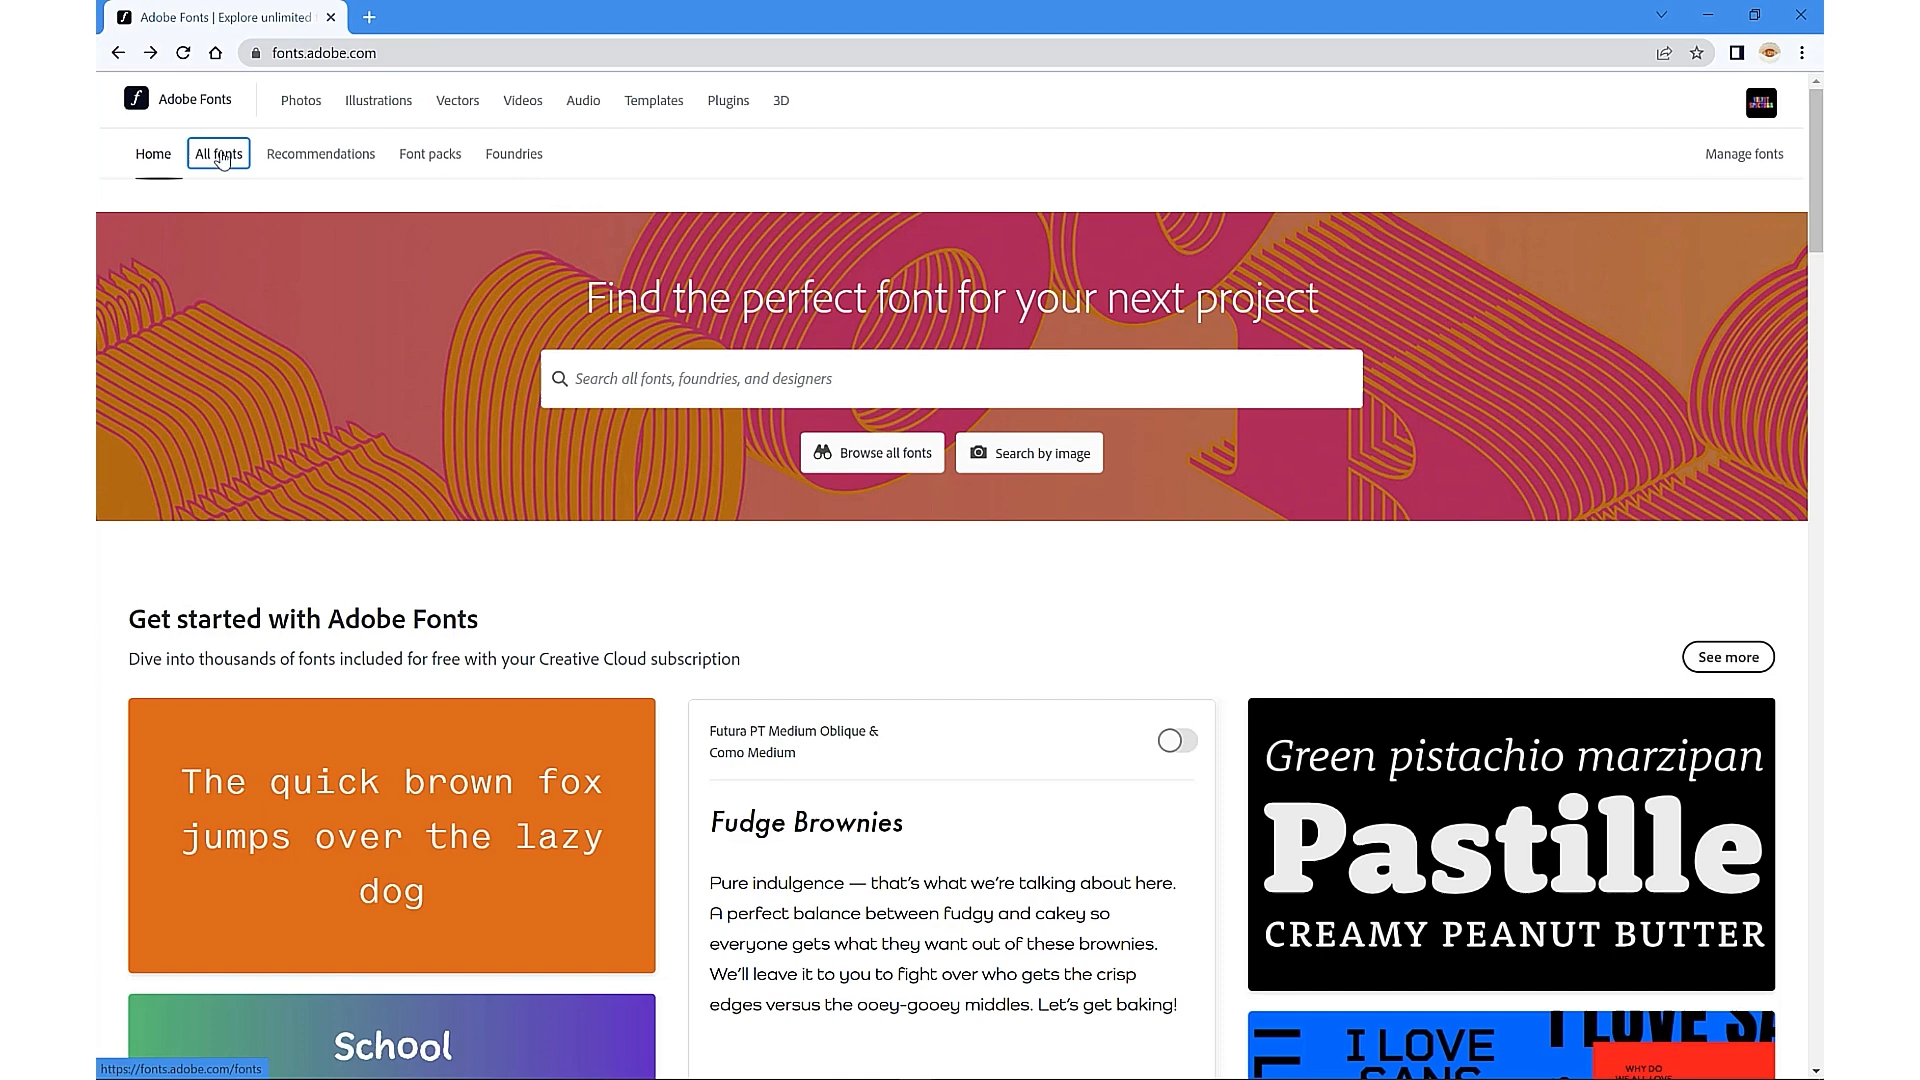 Adobe Fonts | Explore unlimited
fonts.adobe.com
Adobe Fonts
Photos
Illustrations
Vectors
Videos
Audio
Templates
Plugins
3D
Home
All fonts
Recommendations
Font packs
Foundries
Manage fonts
Find the perfect font for your next project
Search all fonts, foundries, and designers
Browse all fonts
Search by image
Get started with Adobe Fonts
Dive into thousands of fonts included for free with your Creative Cloud subscription
See more
The quick brown fox
jumps over the lazy
dog
Futura PT Medium Oblique &
Como Medium
Fudge Brownies
Pure indulgence — that's what we're talking about here.
A perfect balance between fudgy and cakey so
everyone gets what they want out of these brownies.
We'll leave it to you to fight over who gets the crisp
edges versus the ooey-gooey middles. Let's get baking!
Green pistachio marzipan
Pastille
CREAMY PEANUT BUTTER
School
I LOVE
SANS
I LOVE SA
WHY DO
https://fonts.adobe.com/fonts